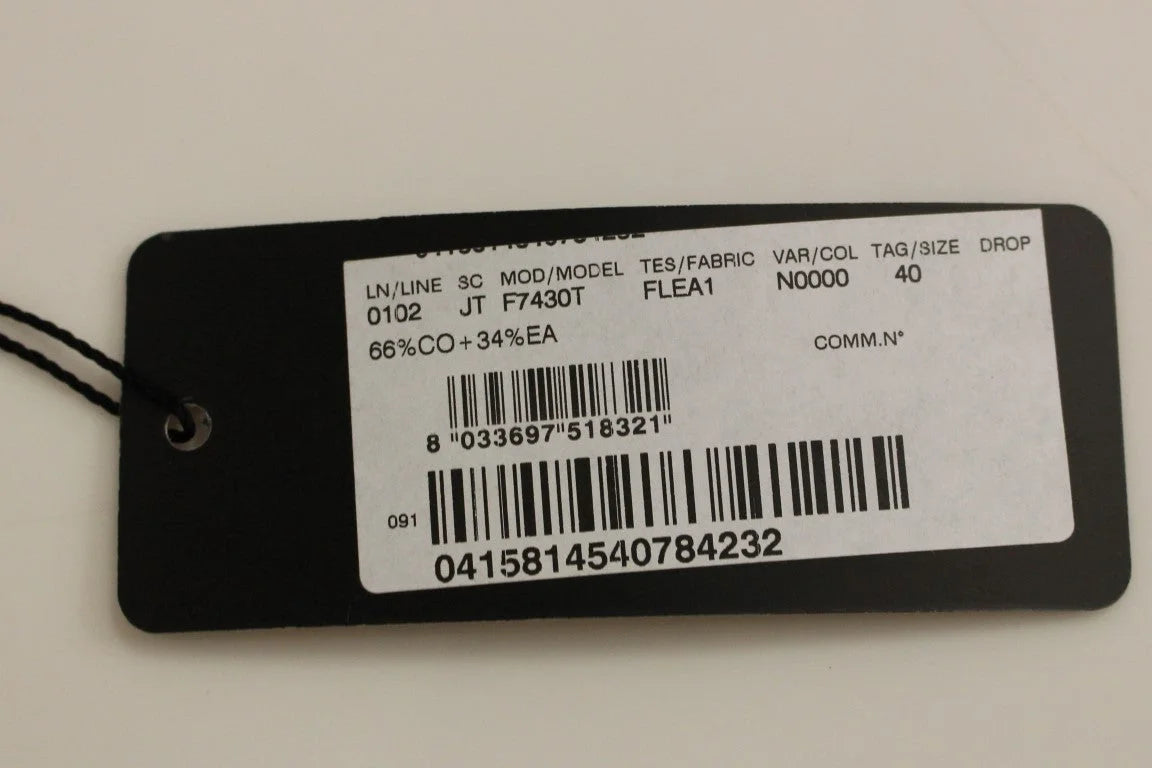 LN/LINE SC MOD/MODEL TES/FABRIC VAR/COL TAG/SIZE DROP
0102 JT F7430T FLEA1 N0000 40
66%CO+34%EA COMM.N°
8 "033697"518321"
091
0415814540784232